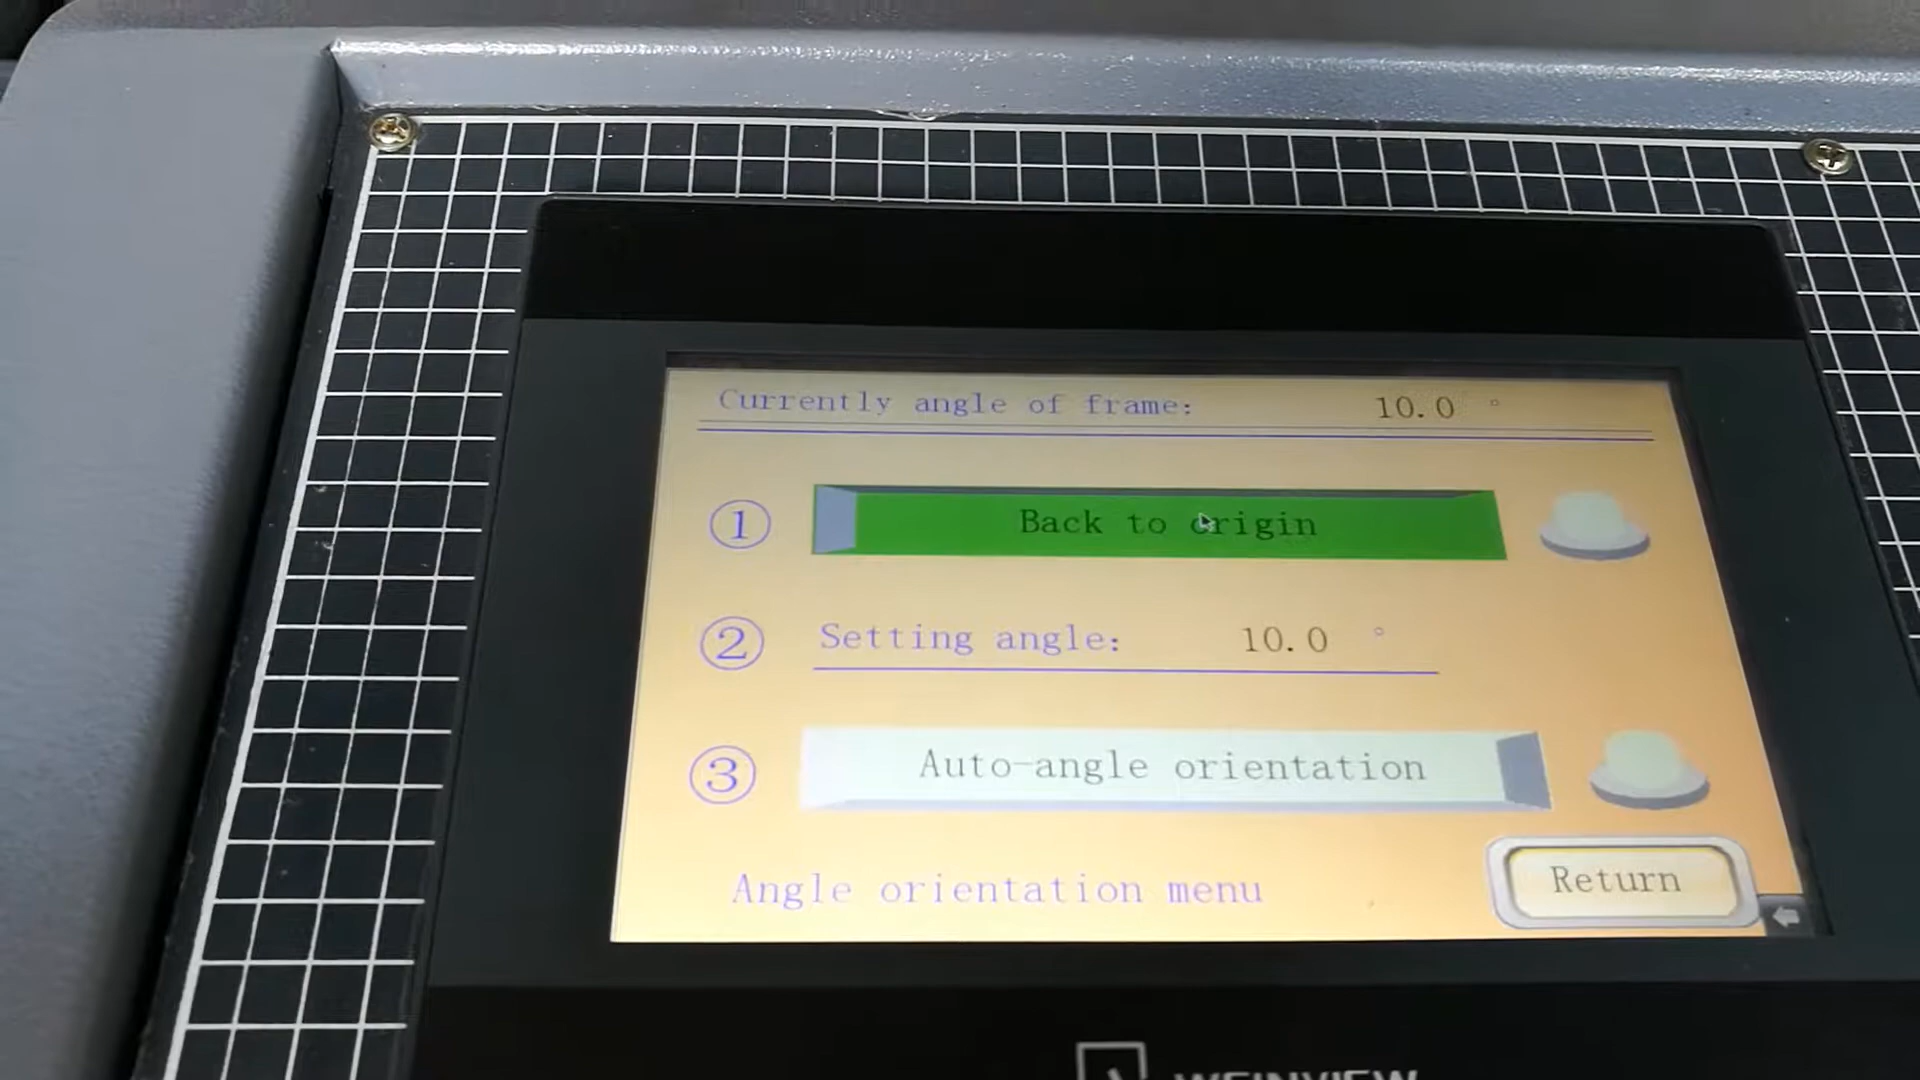 Currently angle of frame: 10.0 °
① Back to origin
② Setting angle: 10.0 °
③ Auto-angle orientation
Angle orientation menu
Return
WEINVIEW